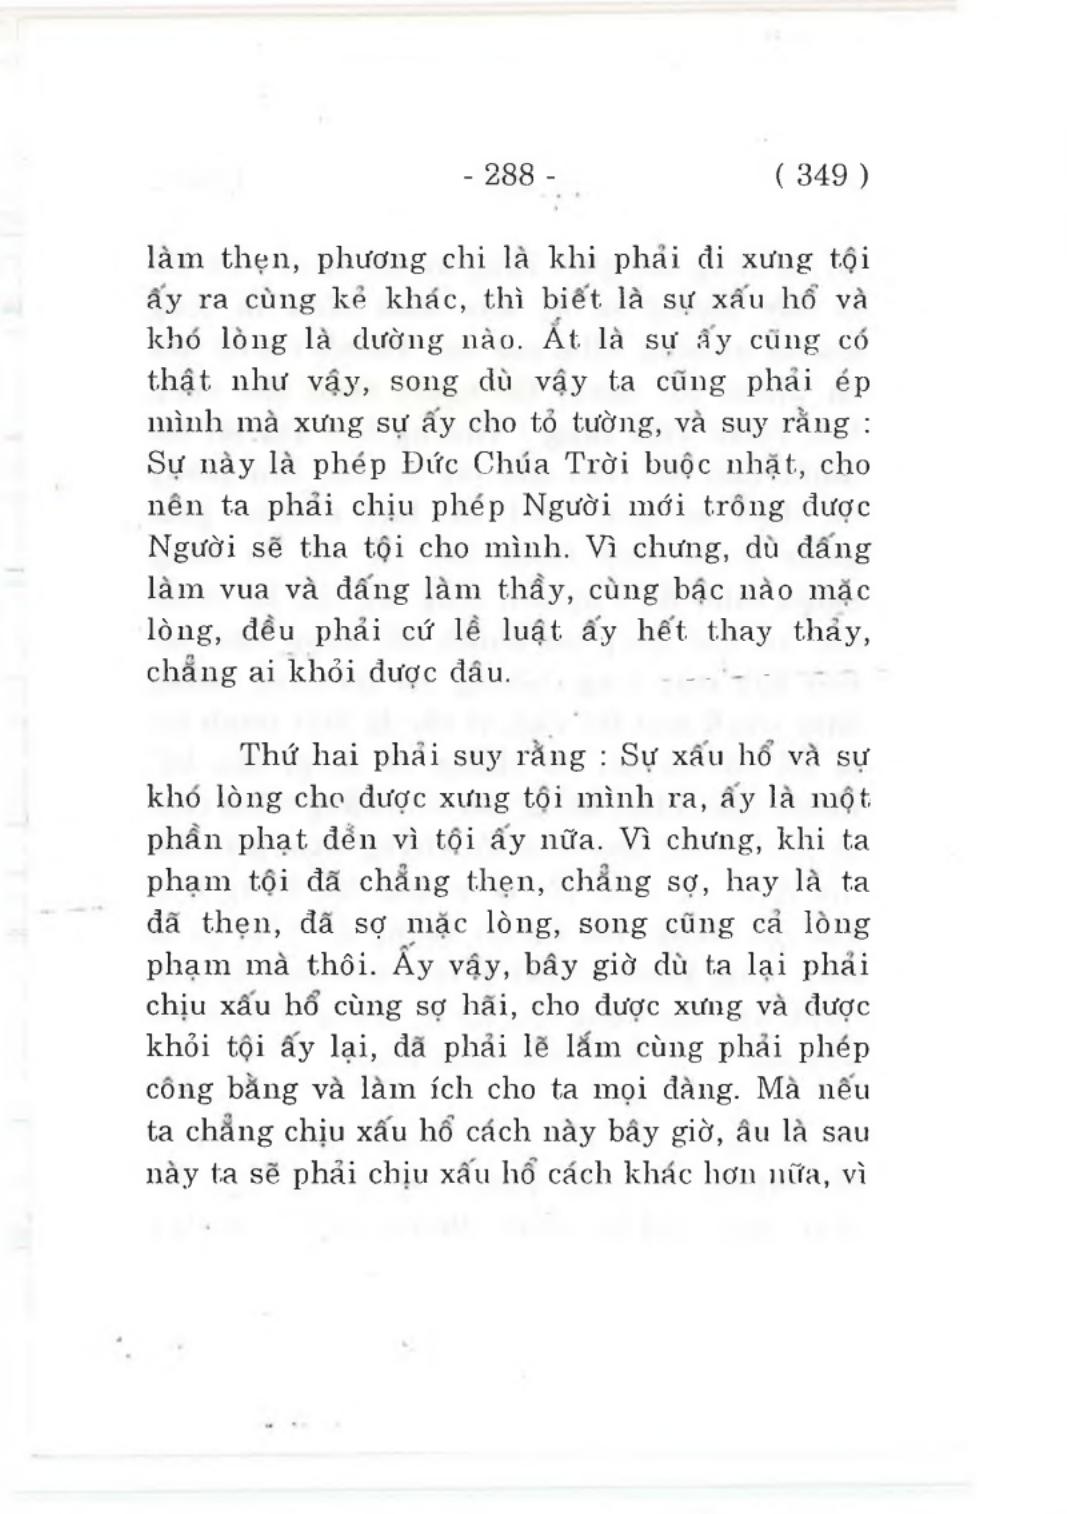 - 288 - ( 349 )
làm thẹn, phương chi là khi phải đi xưng tội
ấy ra cùng kẻ khác, thì biết là sự xấu hổ và
khó lòng là dường nào. Ắt là sự ấy cũng có
thật như vậy, song dù vậy ta cũng phải ép
mình mà xưng sự ấy cho tỏ tường, và suy rằng :
Sự này là phép Đức Chúa Trời buộc nhặt, cho
nên ta phải chịu phép Người mới trông được
Người sẽ tha tội cho mình. Vì chưng, dù đấng
làm vua và đấng làm thầy, cùng bậc nào mặc
lòng, đều phải cứ lề luật ấy hết thay thảy,
chẳng ai khỏi được đâu.
Thứ hai phải suy rằng : Sự xấu hổ và sự
khó lòng cho được xưng tội mình ra, ấy là một
phần phạt đền vì tội ấy nữa. Vì chưng, khi ta
phạm tội đã chẳng thẹn, chẳng sợ, hay là ta
đã thẹn, đã sợ mặc lòng, song cũng cả lòng
phạm mà thôi. Ấy vậy, bây giờ dù ta lại phải
chịu xấu hổ cùng sợ hãi, cho được xưng và được
khỏi tội ấy lại, đã phải lẽ lắm cùng phải phép
công bằng và làm ích cho ta mọi đàng. Mà nếu
ta chẳng chịu xấu hổ cách này bây giờ, âu là sau
này ta sẽ phải chịu xấu hổ cách khác hơn nữa, vì